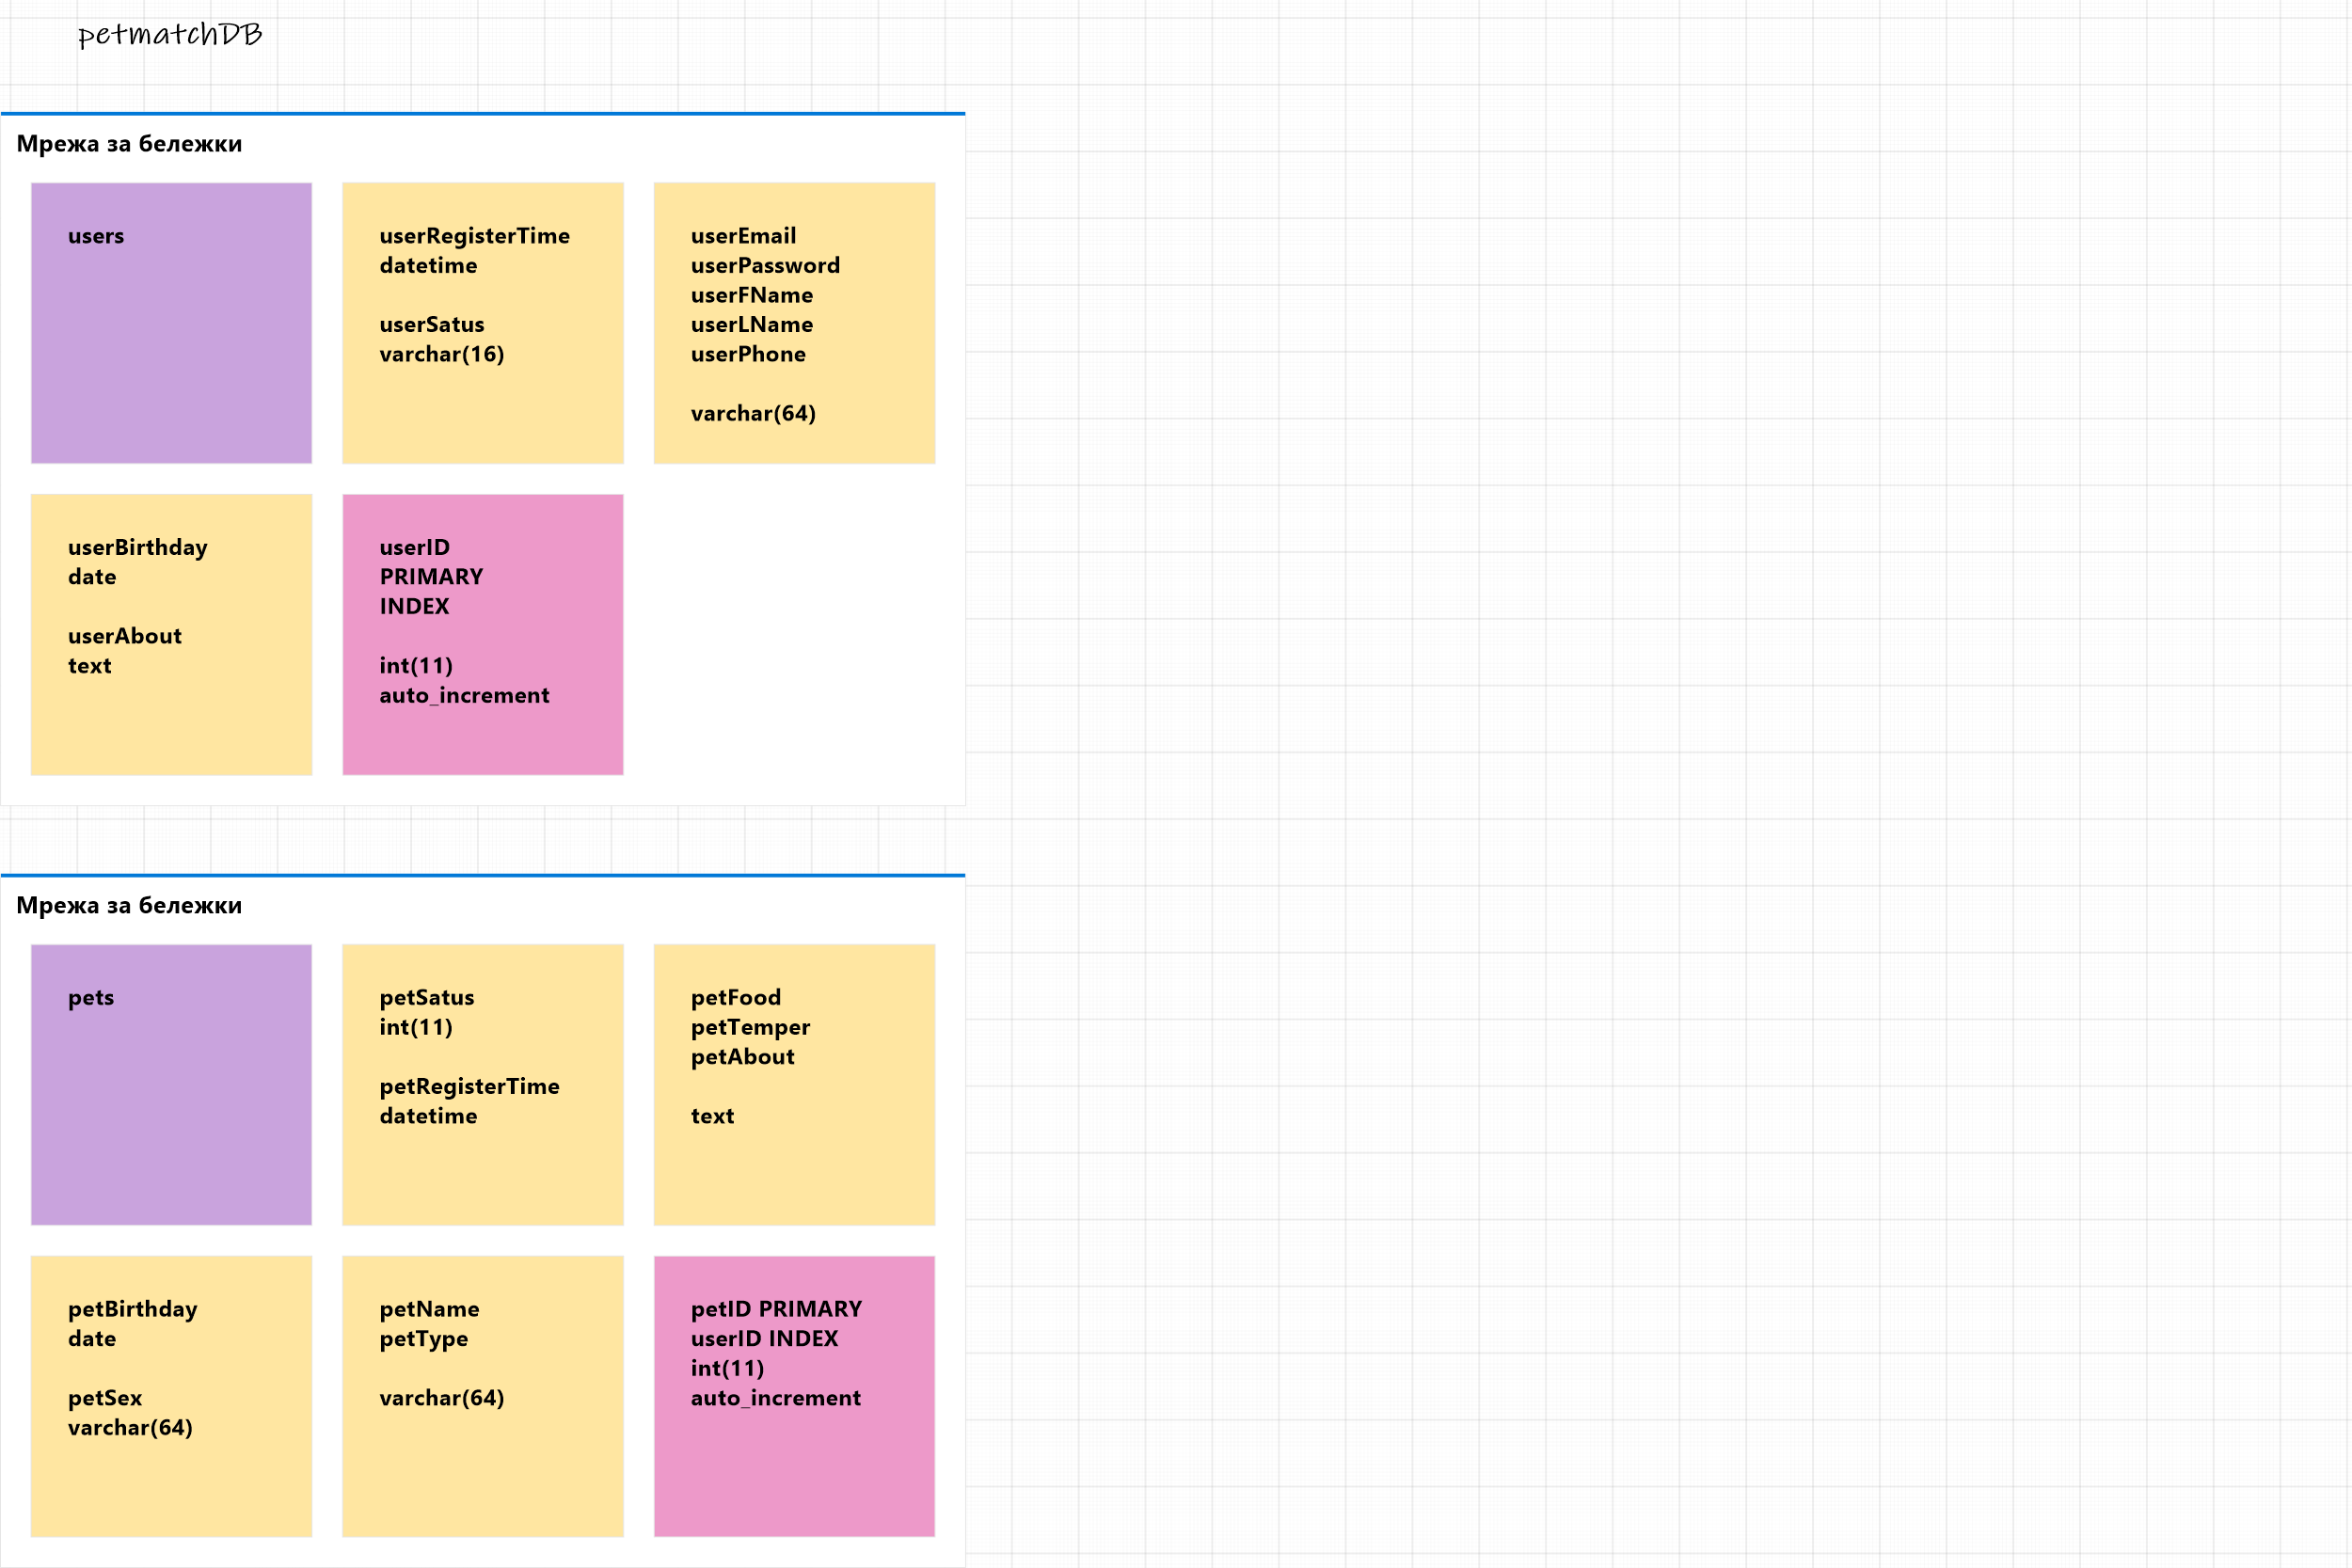 petmatchDB
Мрежа за бележки
users
userRegisterTime
datetime
userSatus
varchar(16)
userEmail
userPassword
userFName
userLName
userPhone
varchar(64)
userBirthday
date
userAbout
text
userID
PRIMARY
INDEX
int(11)
auto_increment
Мрежа за бележки
pets
petSatus
int(11)
petRegisterTime
datetime
petFood
petTemper
petAbout
text
petBirthday
date
petSex
varchar(64)
petName
petType
varchar(64)
petID PRIMARY
userID INDEX
int(11)
auto_increment